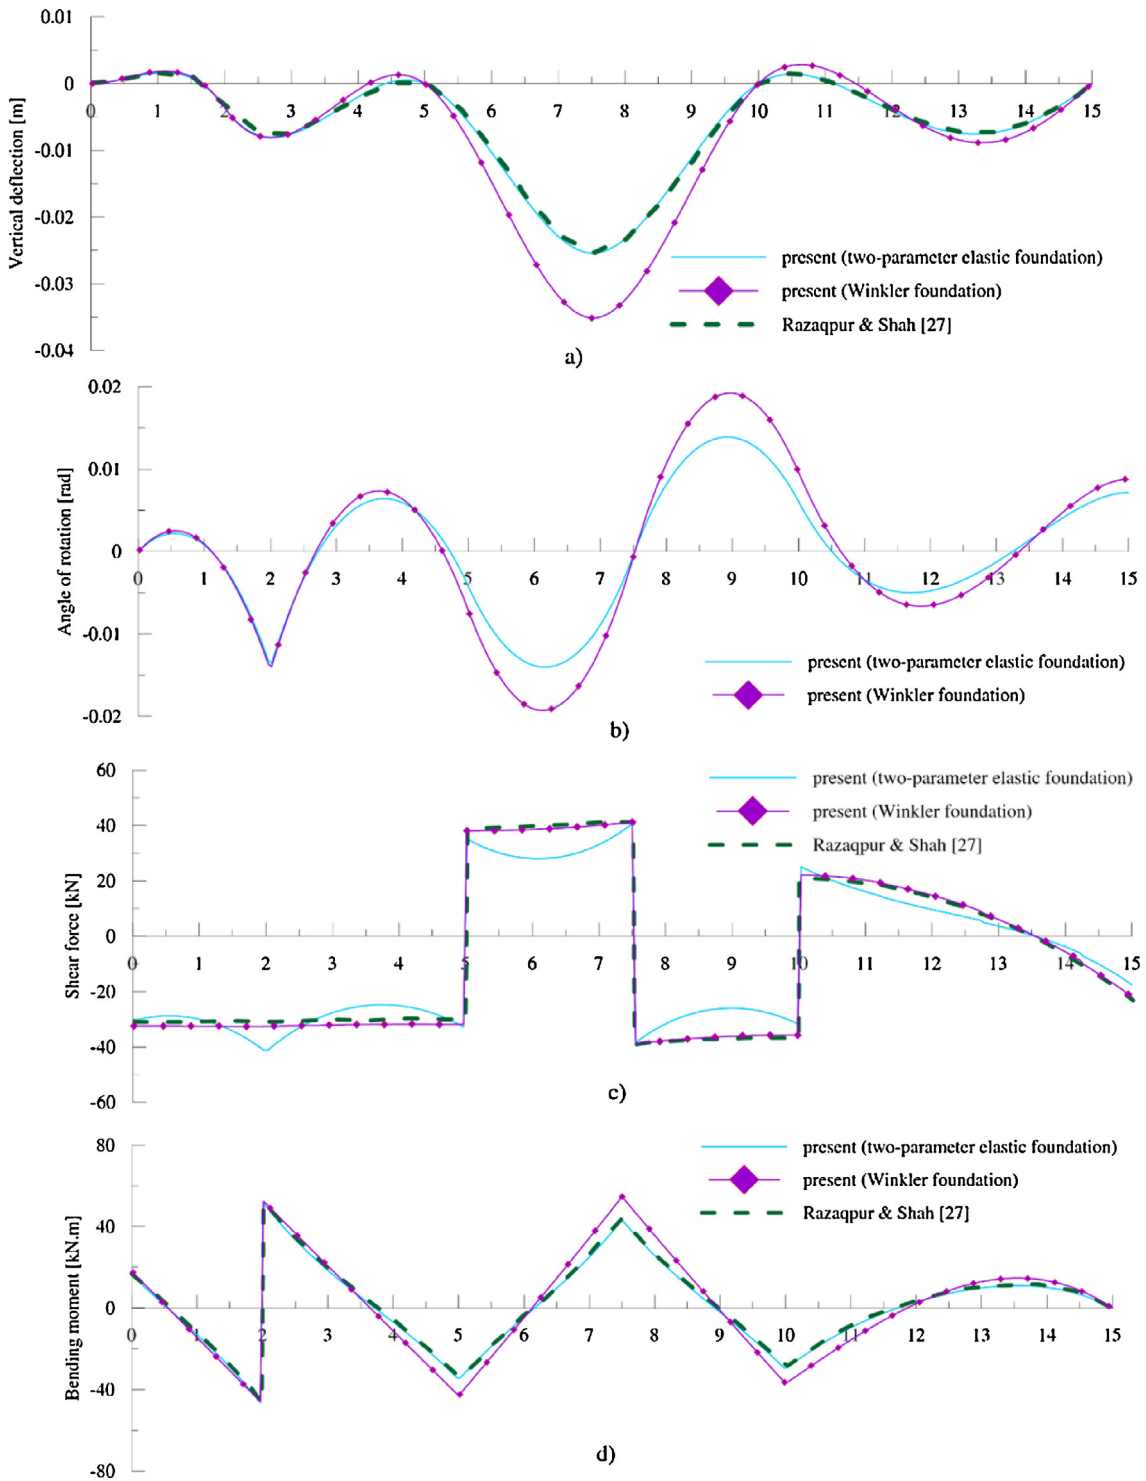 0.01
0
-0.01
-0.02
-0.03
-0.04
Vertical deflection [m]
0 1 2 3 4 5 6 7 8 9 10 11 12 13 14 15
present (two-parameter elastic foundation)
present (Winkler foundation)
Razaqpur & Shah [27]
a)
0.02
0.01
0
-0.01
-0.02
Angle of rotation [rad]
0 1 2 3 4 5 6 7 8 9 10 11 12 13 14 15
present (two-parameter elastic foundation)
present (Winkler foundation)
b)
60
40
20
0
-20
-40
-60
Shear force [kN]
present (two-parameter elastic foundation)
present (Winkler foundation)
Razaqpur & Shah [27]
0 1 2 3 4 5 6 7 8 9 10 11 12 13 14 15
c)
80
40
0
-40
-80
Bending moment [kN.m]
present (two-parameter elastic foundation)
present (Winkler foundation)
Razaqpur & Shah [27]
0 1 2 3 4 5 6 7 8 9 10 11 12 13 14 15
d)